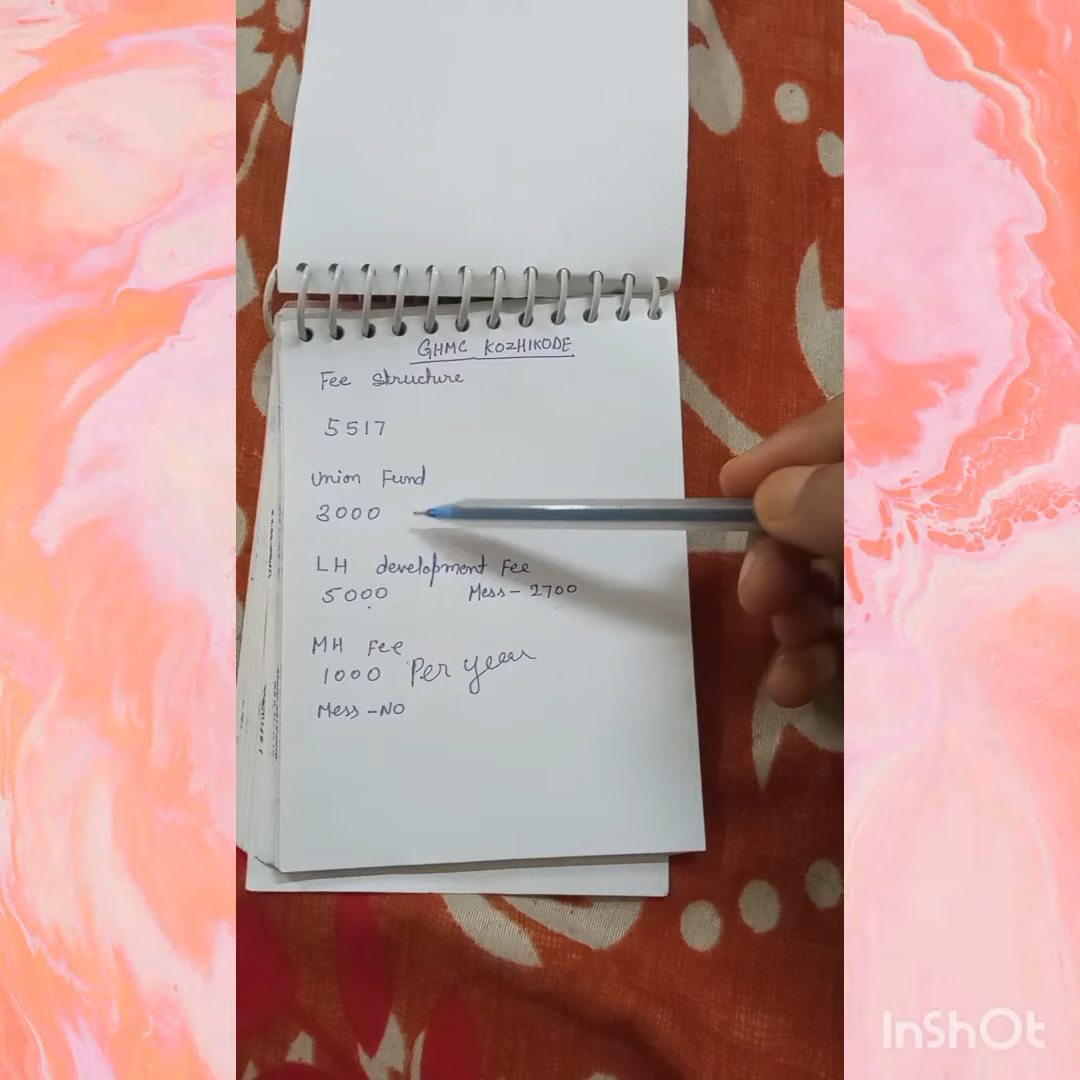 GHMC KOZHIKODE
Fee structure
5517
Union Fund
3000
LH development Fee
5000 Mess - 2700
MH Fee
1000 Per year
Mess - NO
InShOt